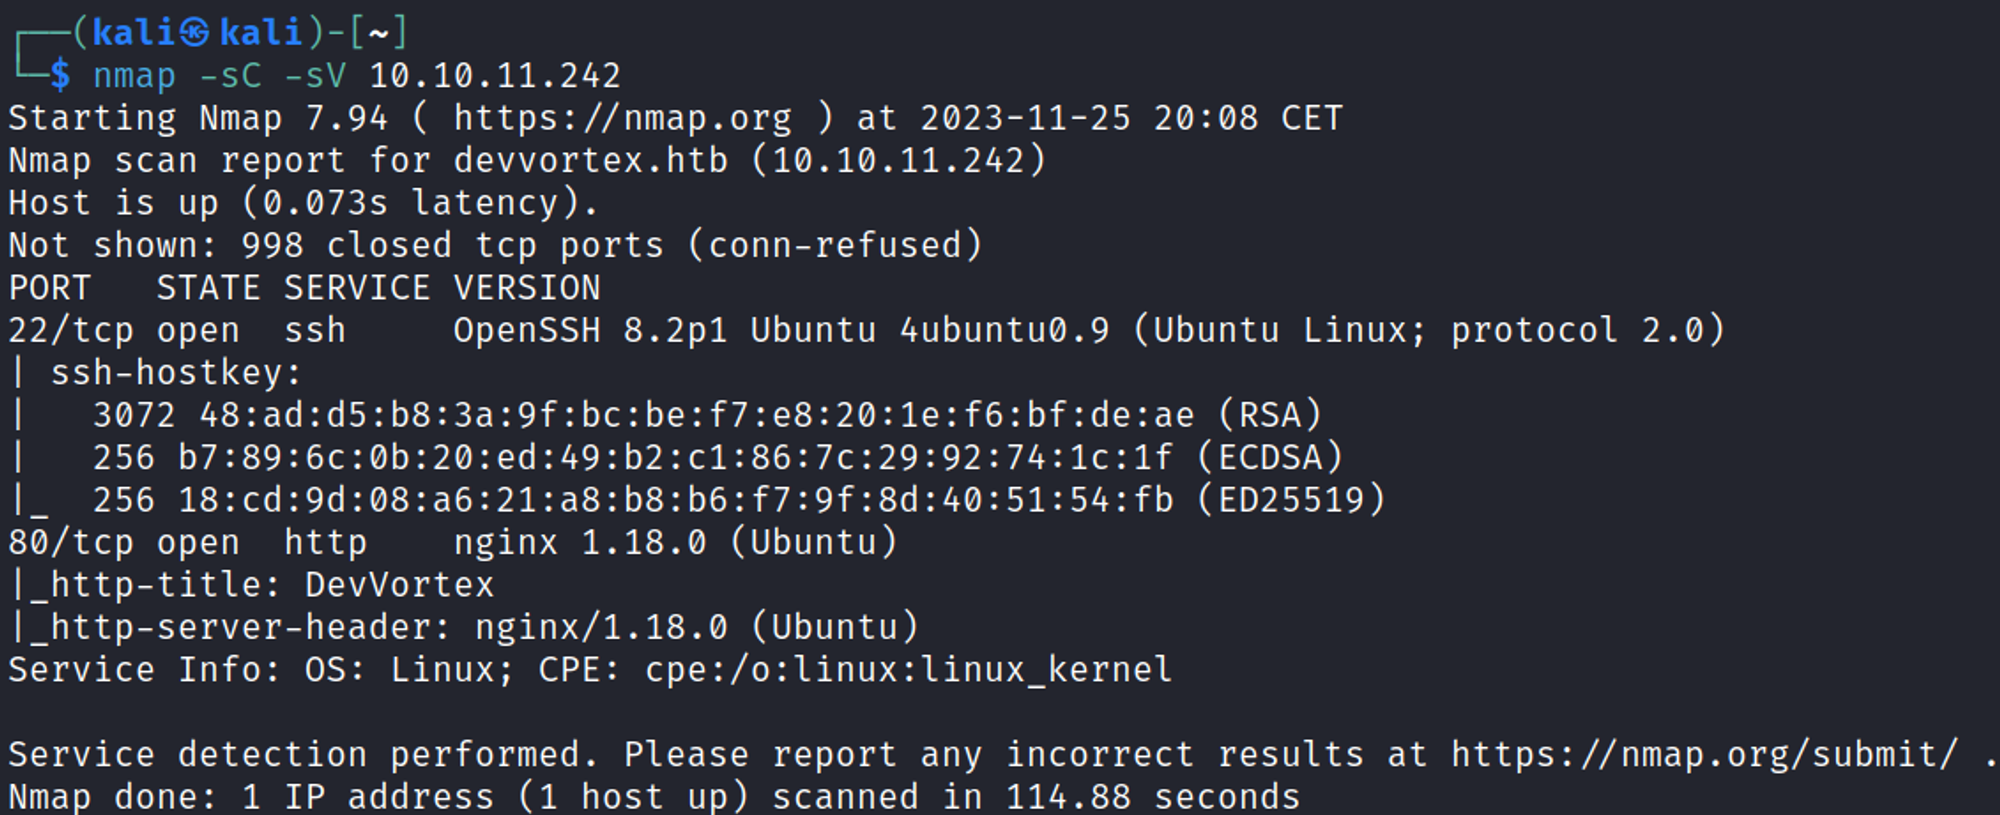 ┌──(kali㉿kali)-[~]
└─$ nmap -sC -sV 10.10.11.242
Starting Nmap 7.94 ( https://nmap.org ) at 2023-11-25 20:08 CET
Nmap scan report for devvortex.htb (10.10.11.242)
Host is up (0.073s latency).
Not shown: 998 closed tcp ports (conn-refused)
PORT   STATE SERVICE VERSION
22/tcp open  ssh     OpenSSH 8.2p1 Ubuntu 4ubuntu0.9 (Ubuntu Linux; protocol 2.0)
| ssh-hostkey:
|   3072 48:ad:d5:b8:3a:9f:bc:be:f7:e8:20:1e:f6:bf:de:ae (RSA)
|   256 b7:89:6c:0b:20:ed:49:b2:c1:86:7c:29:92:74:1c:1f (ECDSA)
|_  256 18:cd:9d:08:a6:21:a8:b8:b6:f7:9f:8d:40:51:54:fb (ED25519)
80/tcp open  http    nginx 1.18.0 (Ubuntu)
|_http-title: DevVortex
|_http-server-header: nginx/1.18.0 (Ubuntu)
Service Info: OS: Linux; CPE: cpe:/o:linux:linux_kernel

Service detection performed. Please report any incorrect results at https://nmap.org/submit/ .
Nmap done: 1 IP address (1 host up) scanned in 114.88 seconds